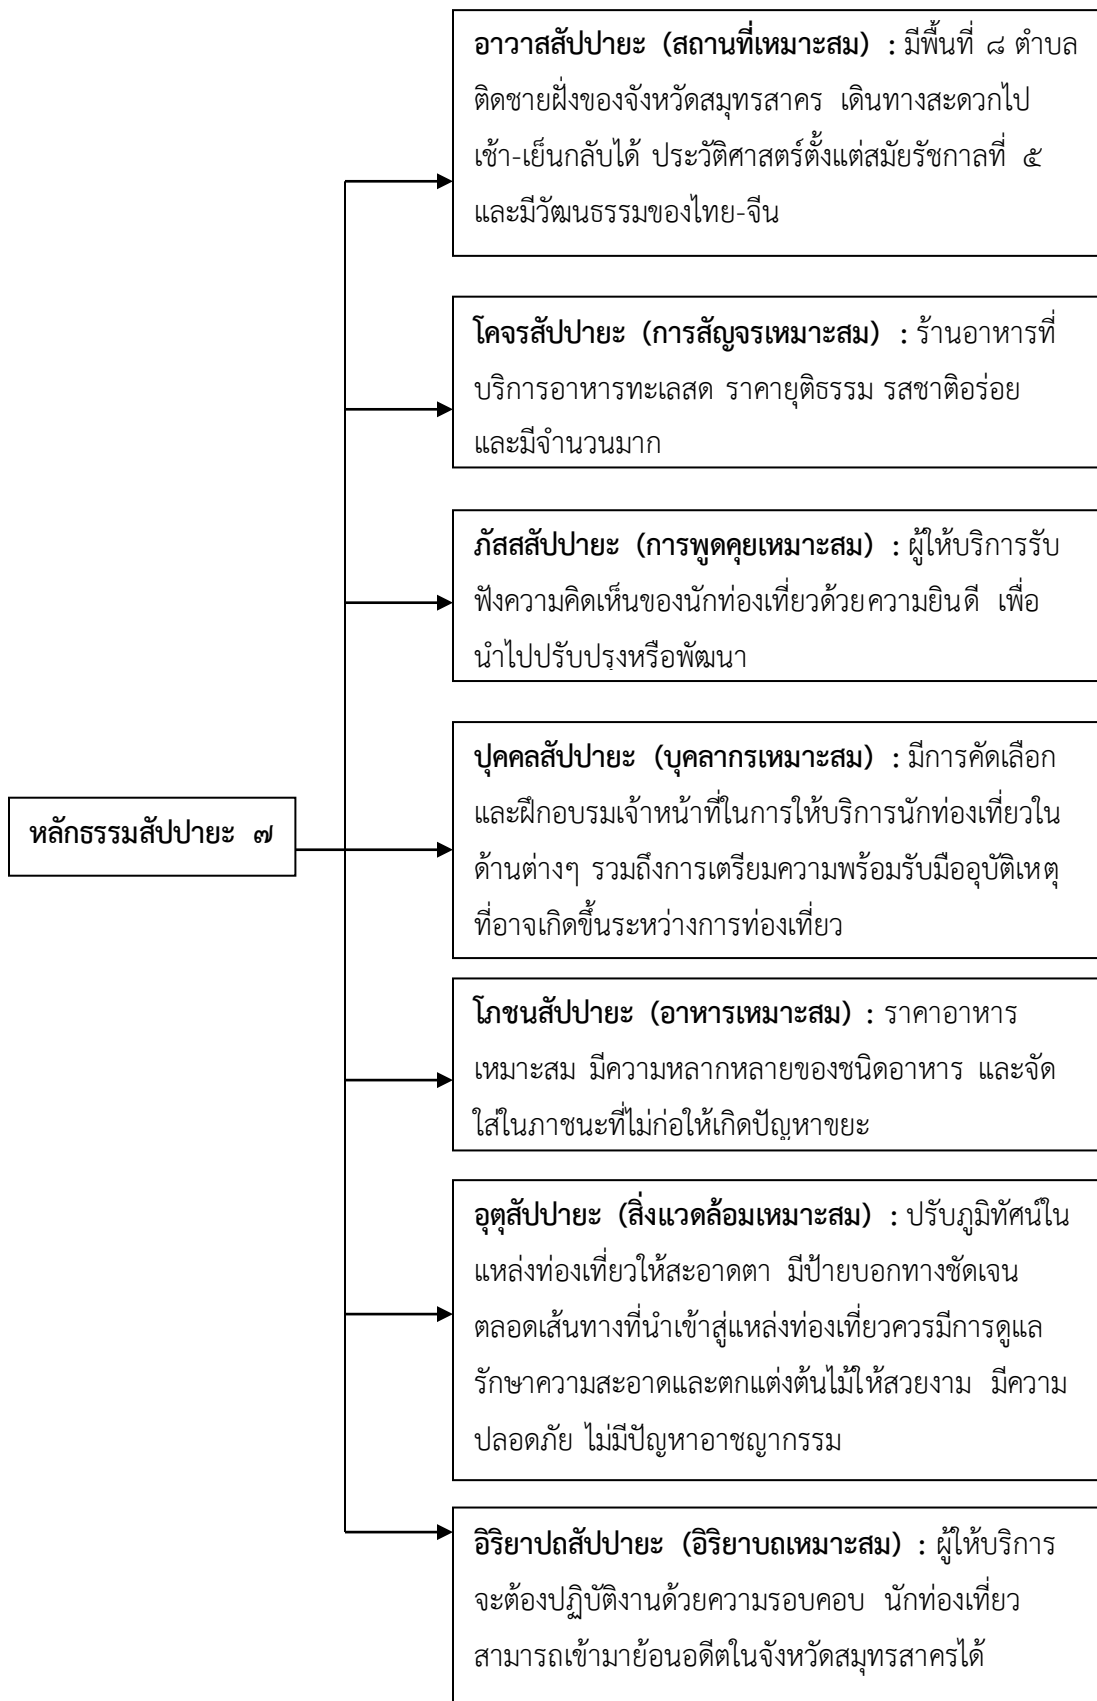 อาวาสสัปปายะ (สถานที่เหมาะสม) : มีพื้นที่ ๘ ตำบล
ติดชายฝั่งของจังหวัดสมุทรสาคร เดินทางสะดวกไป
เช้า-เย็นกลับได้ ประวัติศาสตร์ตั้งแต่สมัยรัชกาลที่ ๕
และมีวัฒนธรรมของไทย-จีน
โคจรสัปปายะ (การสัญจรเหมาะสม) : ร้านอาหารที่
บริการอาหารทะเลสด ราคายุติธรรม รสชาติอร่อย
และมีจำนวนมาก
ภัสสสัปปายะ (การพูดคุยเหมาะสม) : ผู้ให้บริการรับ
ฟังความคิดเห็นของนักท่องเที่ยวด้วยความยินดี เพื่อ
นำไปปรับปรุงหรือพัฒนา
ปุคคลสัปปายะ (บุคลากรเหมาะสม) : มีการคัดเลือก
และฝึกอบรมเจ้าหน้าที่ในการให้บริการนักท่องเที่ยวใน
ด้านต่างๆ รวมถึงการเตรียมความพร้อมรับมืออุบัติเหตุ
ที่อาจเกิดขึ้นระหว่างการท่องเที่ยว
หลักธรรมสัปปายะ ๗
โภชนสัปปายะ (อาหารเหมาะสม) : ราคาอาหาร
เหมาะสม มีความหลากหลายของชนิดอาหาร และจัด
ใส่ในภาชนะที่ไม่ก่อให้เกิดปัญหาขยะ
อุตุสัปปายะ (สิ่งแวดล้อมเหมาะสม) : ปรับภูมิทัศน์ใน
แหล่งท่องเที่ยวให้สะอาดตา มีป้ายบอกทางชัดเจน
ตลอดเส้นทางที่นำเข้าสู่แหล่งท่องเที่ยวควรมีการดูแล
รักษาความสะอาดและตกแต่งต้นไม้ให้สวยงาม มีความ
ปลอดภัย ไม่มีปัญหาอาชญากรรม
อิริยาปถสัปปายะ (อิริยาบถเหมาะสม) : ผู้ให้บริการ
จะต้องปฏิบัติงานด้วยความรอบคอบ นักท่องเที่ยว
สามารถเข้ามาย้อนอดีตในจังหวัดสมุทรสาครได้